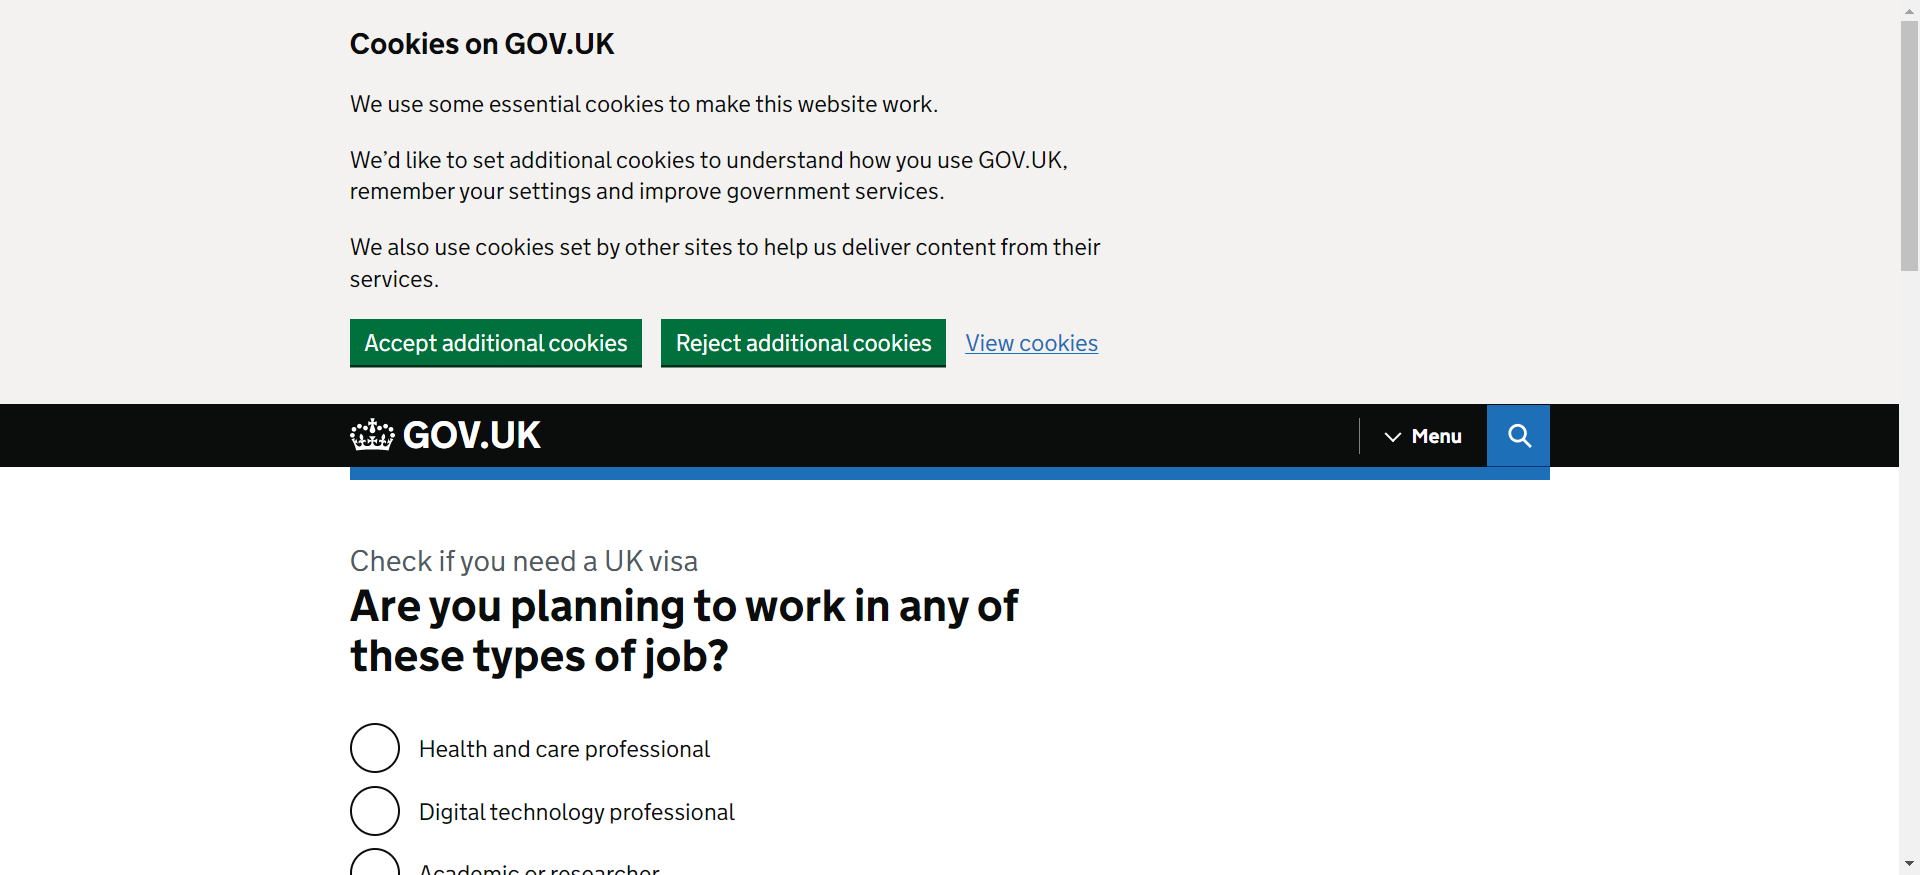 Cookies on GOV.UK
We use some essential cookies to make this website work.
We’d like to set additional cookies to understand how you use GOV.UK,
remember your settings and improve government services.
We also use cookies set by other sites to help us deliver content from their
services.
Accept additional cookies Reject additional cookies View cookies
GOV.UK Menu
Check if you need a UK visa
Are you planning to work in any of
these types of job?
Health and care professional
Digital technology professional
Academic or researcher